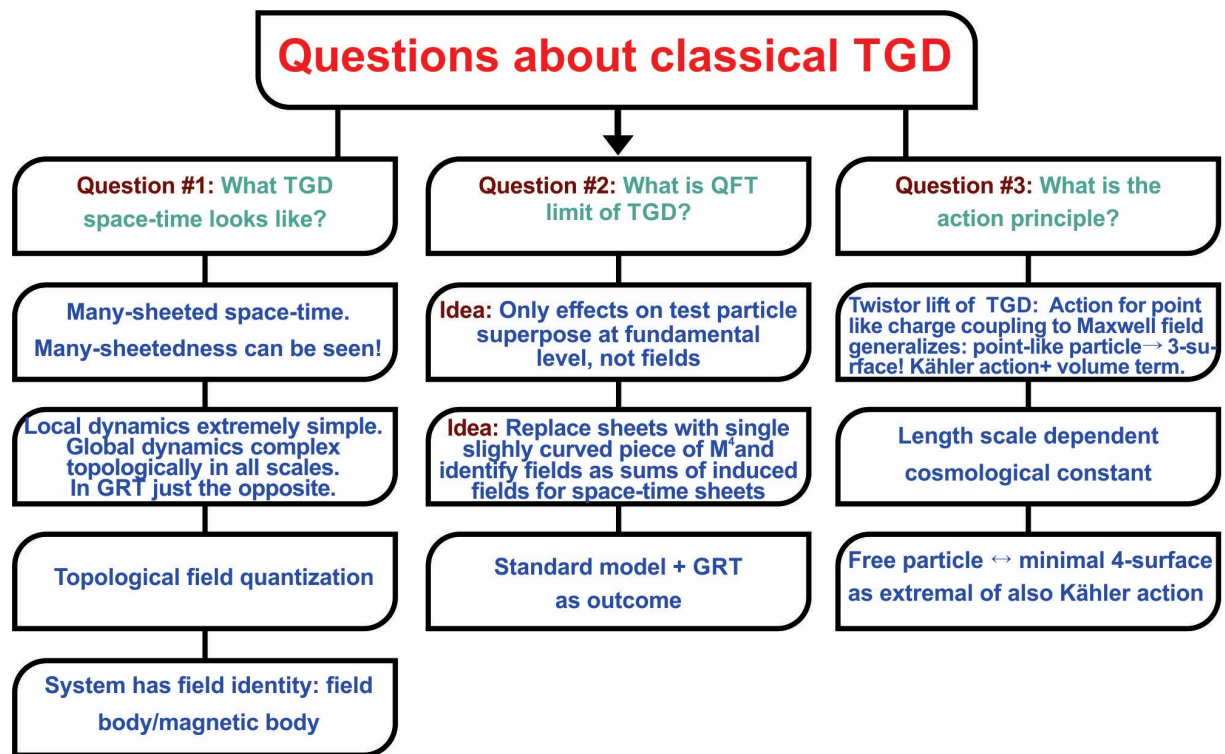 Questions about classical TGD
Question #1: What TGD
space-time looks like?
Many-sheeted space-time.
Many-sheetedness can be seen!
Local dynamics extremely simple.
Global dynamics complex
topologically in all scales.
In GRT just the opposite.
Topological field quantization
System has field identity: field
body/magnetic body
Question #2: What is QFT
limit of TGD?
Idea: Only effects on test particle
superpose at fundamental
level, not fields
Idea: Replace sheets with single
slighly curved piece of M⁴and
identify fields as sums of induced
fields for space-time sheets
Standard model + GRT
as outcome
Question #3: What is the
action principle?
Twistor lift of TGD: Action for point
like charge coupling to Maxwell field
generalizes: point-like particle→ 3-su-
rface! Kähler action+ volume term.
Length scale dependent
cosmological constant
Free particle ↔ minimal 4-surface
as extremal of also Kähler action